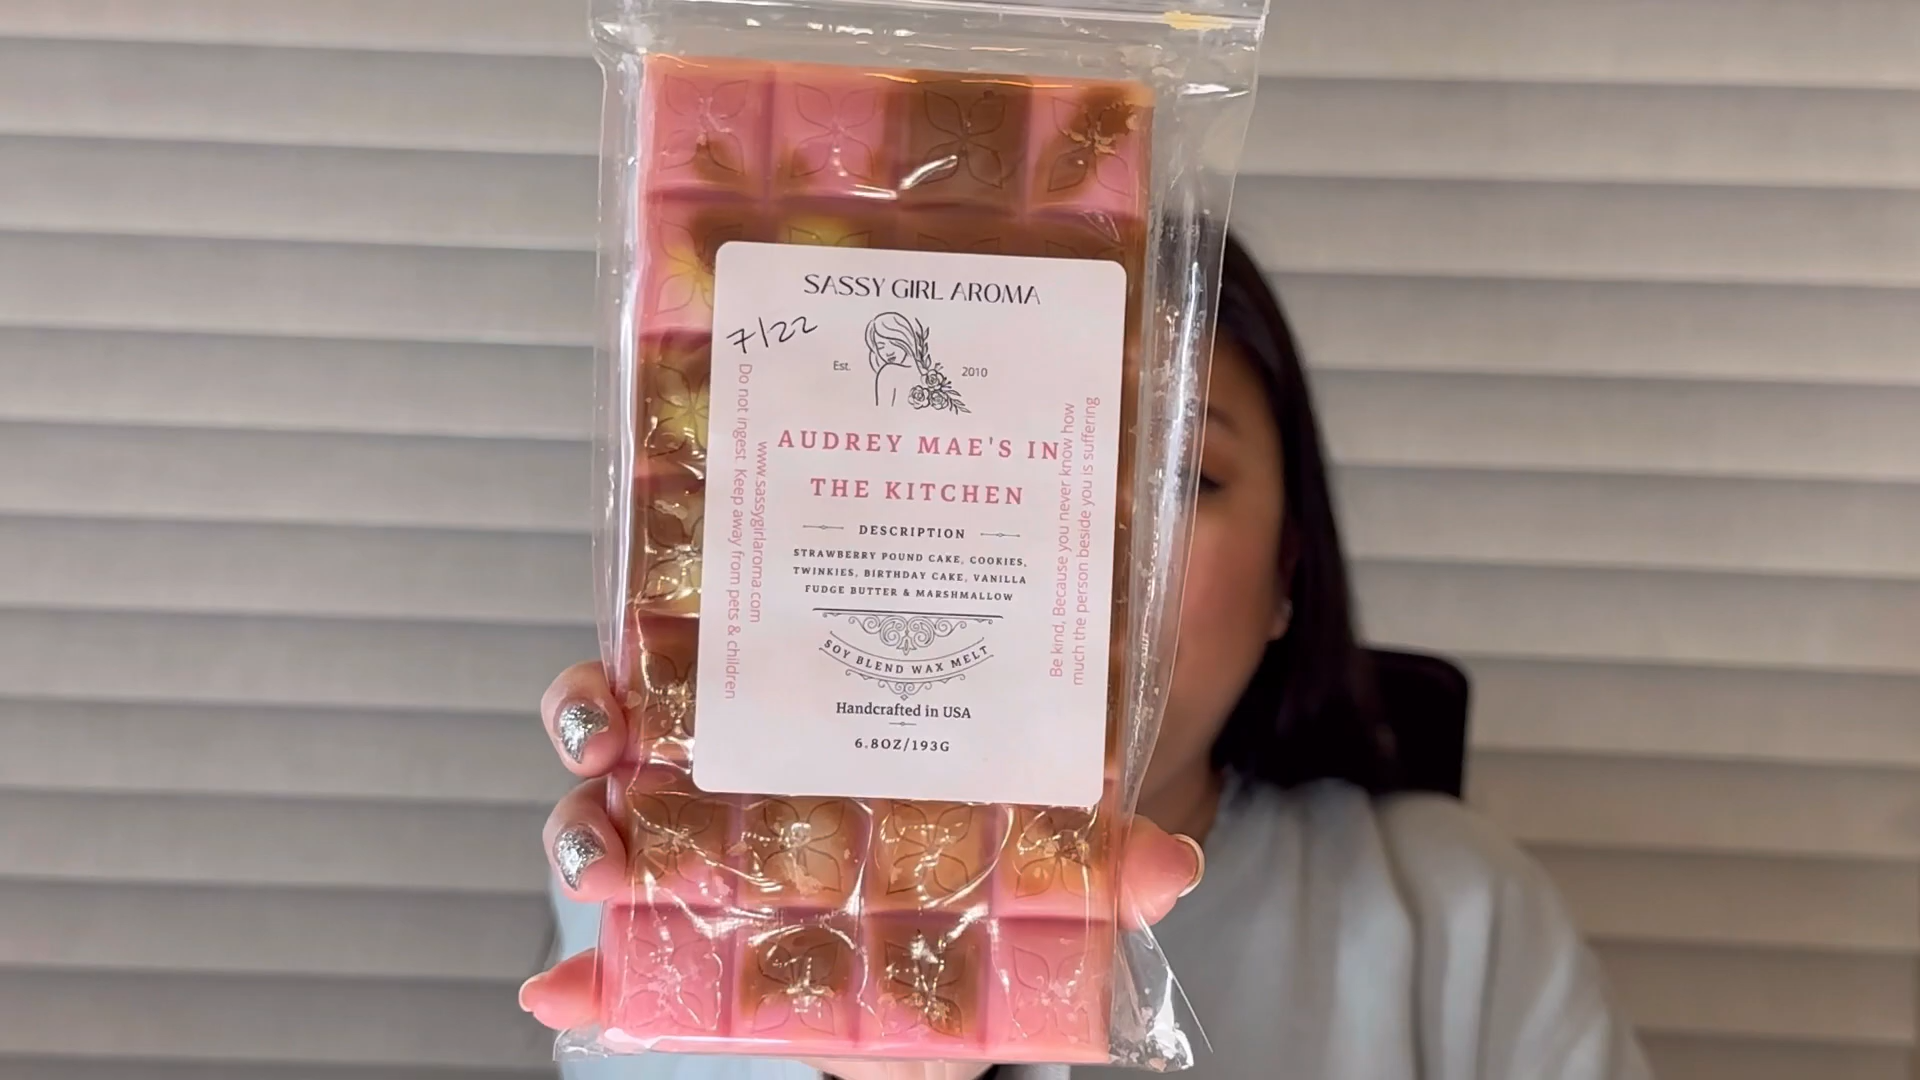 SASSY GIRL AROMA
7/22
Est. 2010
AUDREY MAE'S IN
THE KITCHEN
DESCRIPTION
STRAWBERRY POUND CAKE, COOKIES,
TWINKIES, BIRTHDAY CAKE, VANILLA
FUDGE BUTTER & MARSHMALLOW
SOY BLEND WAX MELT
Handcrafted in USA
6.8OZ/193G
Do not ingest. Keep away from pets & children
www.sassygirlaroma.com
Be kind, Because you never know how
much the person beside you is suffering